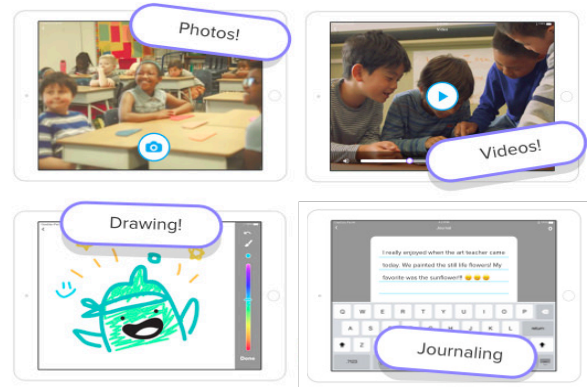 Photos!
Videos!
Drawing!
Done
I really enjoyed when the art teacher came
today. We painted the still life flowers! My
favorite was the sunflower!!! 😄 😄 😄
Q W E R T Y U I O P
A S
K L
return
Z
Journaling